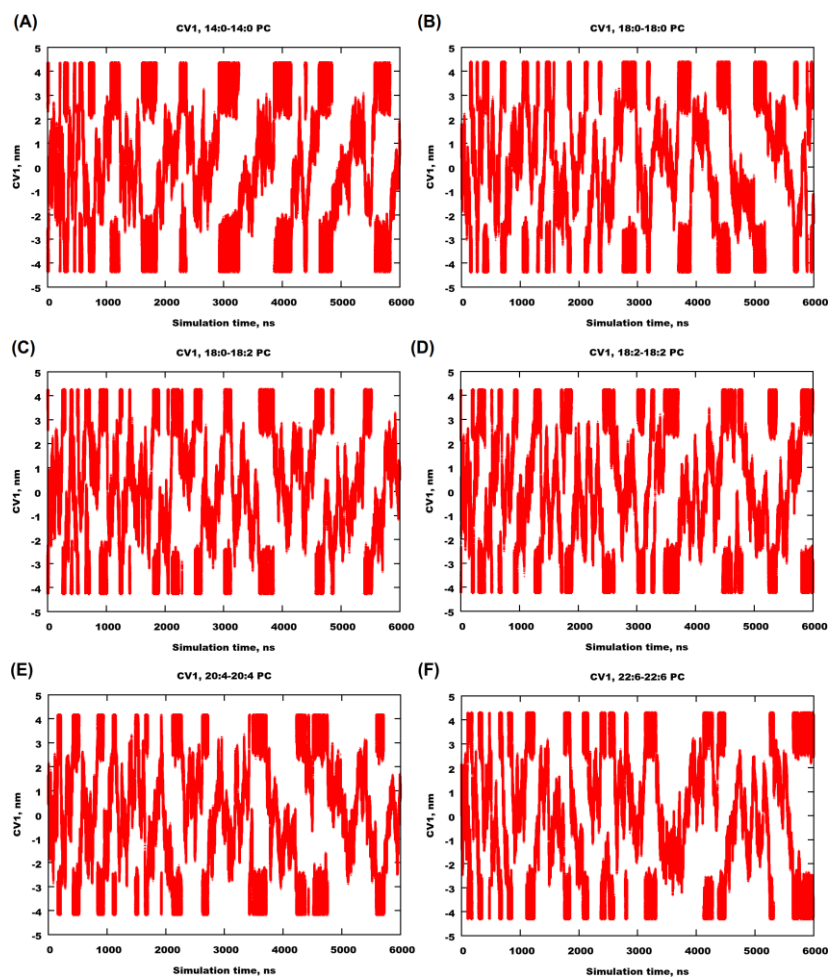 (A)
CV1, 14:0-14:0 PC
5
4
3
2
1
0
-1
-2
-3
-4
-5
CV1, nm
0 1000 2000 3000 4000 5000 6000
Simulation time, ns
(B)
CV1, 18:0-18:0 PC
5
4
3
2
1
0
-1
-2
-3
-4
-5
CV1, nm
0 1000 2000 3000 4000 5000 6000
Simulation time, ns
(C)
CV1, 18:0-18:2 PC
5
4
3
2
1
0
-1
-2
-3
-4
-5
CV1, nm
0 1000 2000 3000 4000 5000 6000
Simulation time, ns
(D)
CV1, 18:2-18:2 PC
5
4
3
2
1
0
-1
-2
-3
-4
-5
CV1, nm
0 1000 2000 3000 4000 5000 6000
Simulation time, ns
(E)
CV1, 20:4-20:4 PC
5
4
3
2
1
0
-1
-2
-3
-4
-5
CV1, nm
0 1000 2000 3000 4000 5000 6000
Simulation time, ns
(F)
CV1, 22:6-22:6 PC
5
4
3
2
1
0
-1
-2
-3
-4
-5
CV1, nm
0 1000 2000 3000 4000 5000 6000
Simulation time, ns